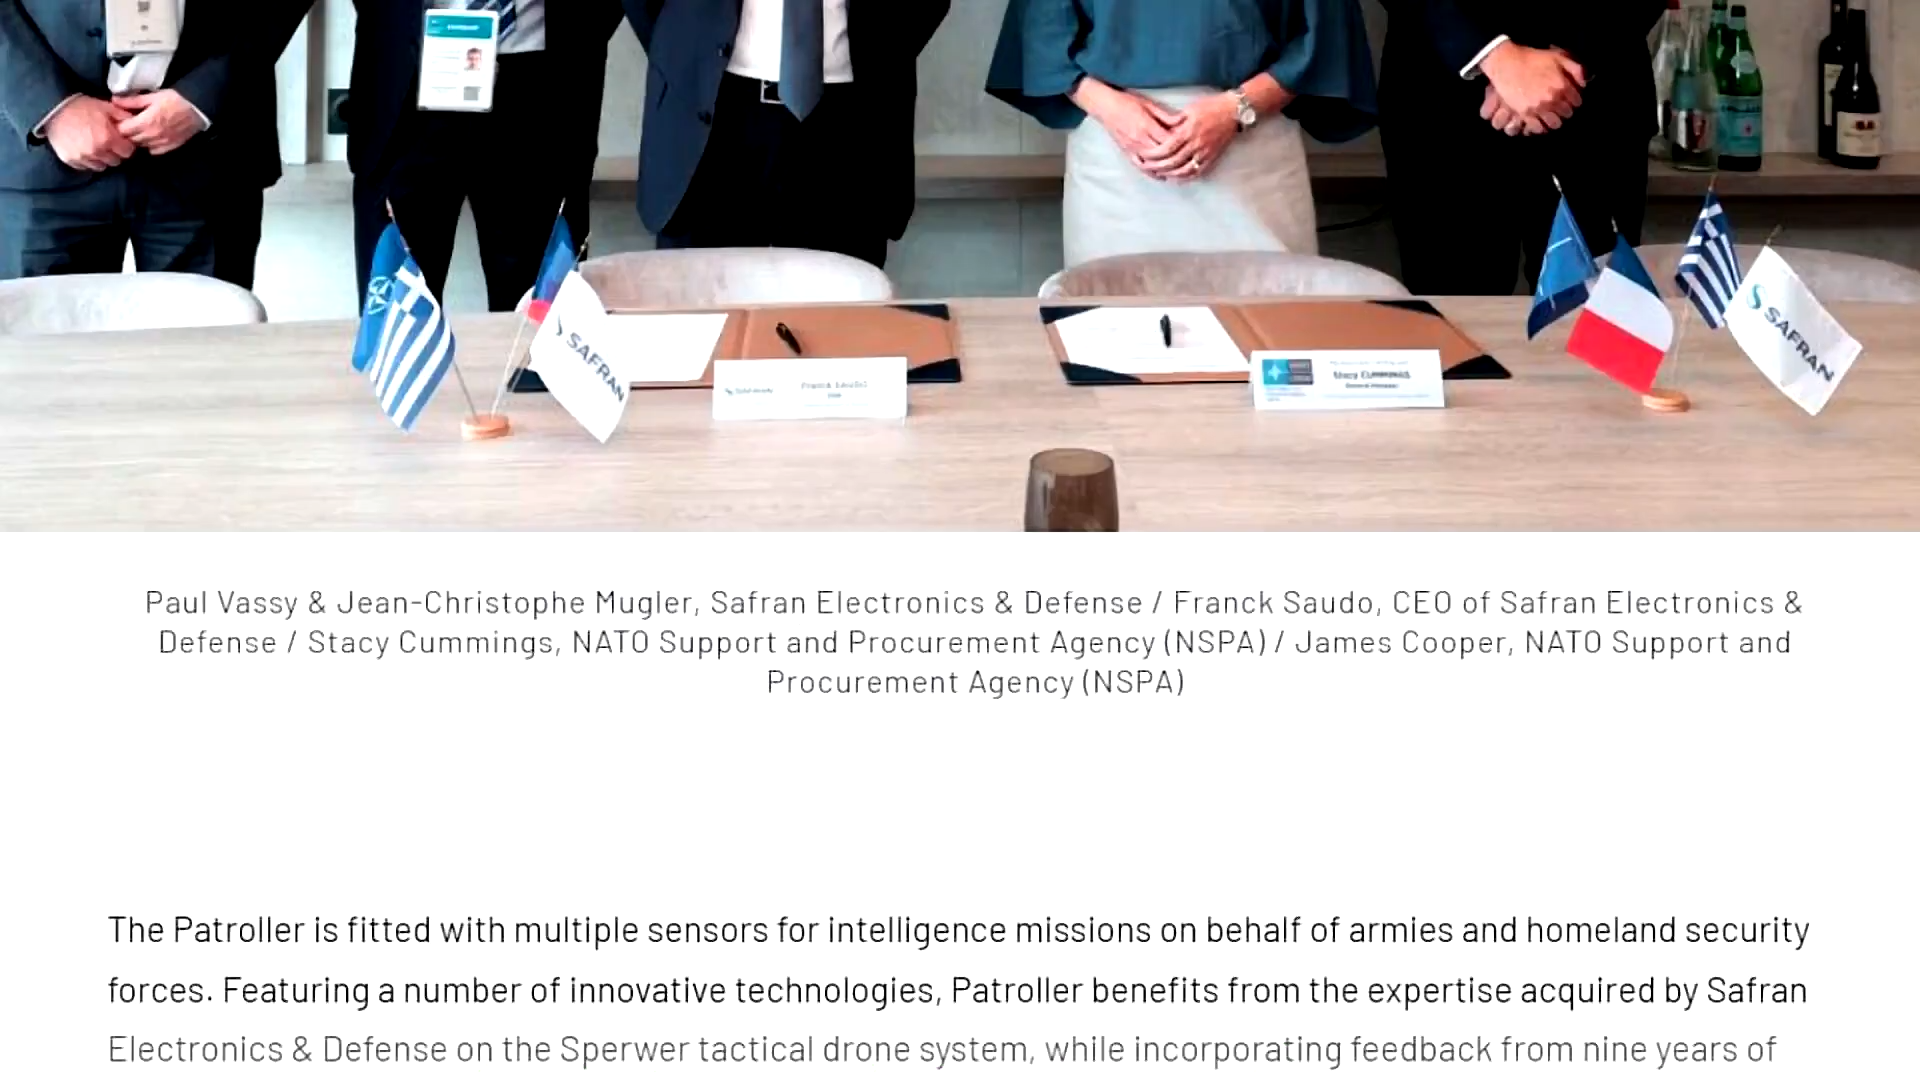 SAFRAN
Franck SAUDO
Stacy CUMMINGS
SAFRAN
Paul Vassy & Jean-Christophe Mugler, Safran Electronics & Defense / Franck Saudo, CEO of Safran Electronics &
Defense / Stacy Cummings, NATO Support and Procurement Agency (NSPA) / James Cooper, NATO Support and
Procurement Agency (NSPA)
The Patroller is fitted with multiple sensors for intelligence missions on behalf of armies and homeland security
forces. Featuring a number of innovative technologies, Patroller benefits from the expertise acquired by Safran
Electronics & Defense on the Sperwer tactical drone system, while incorporating feedback from nine years of